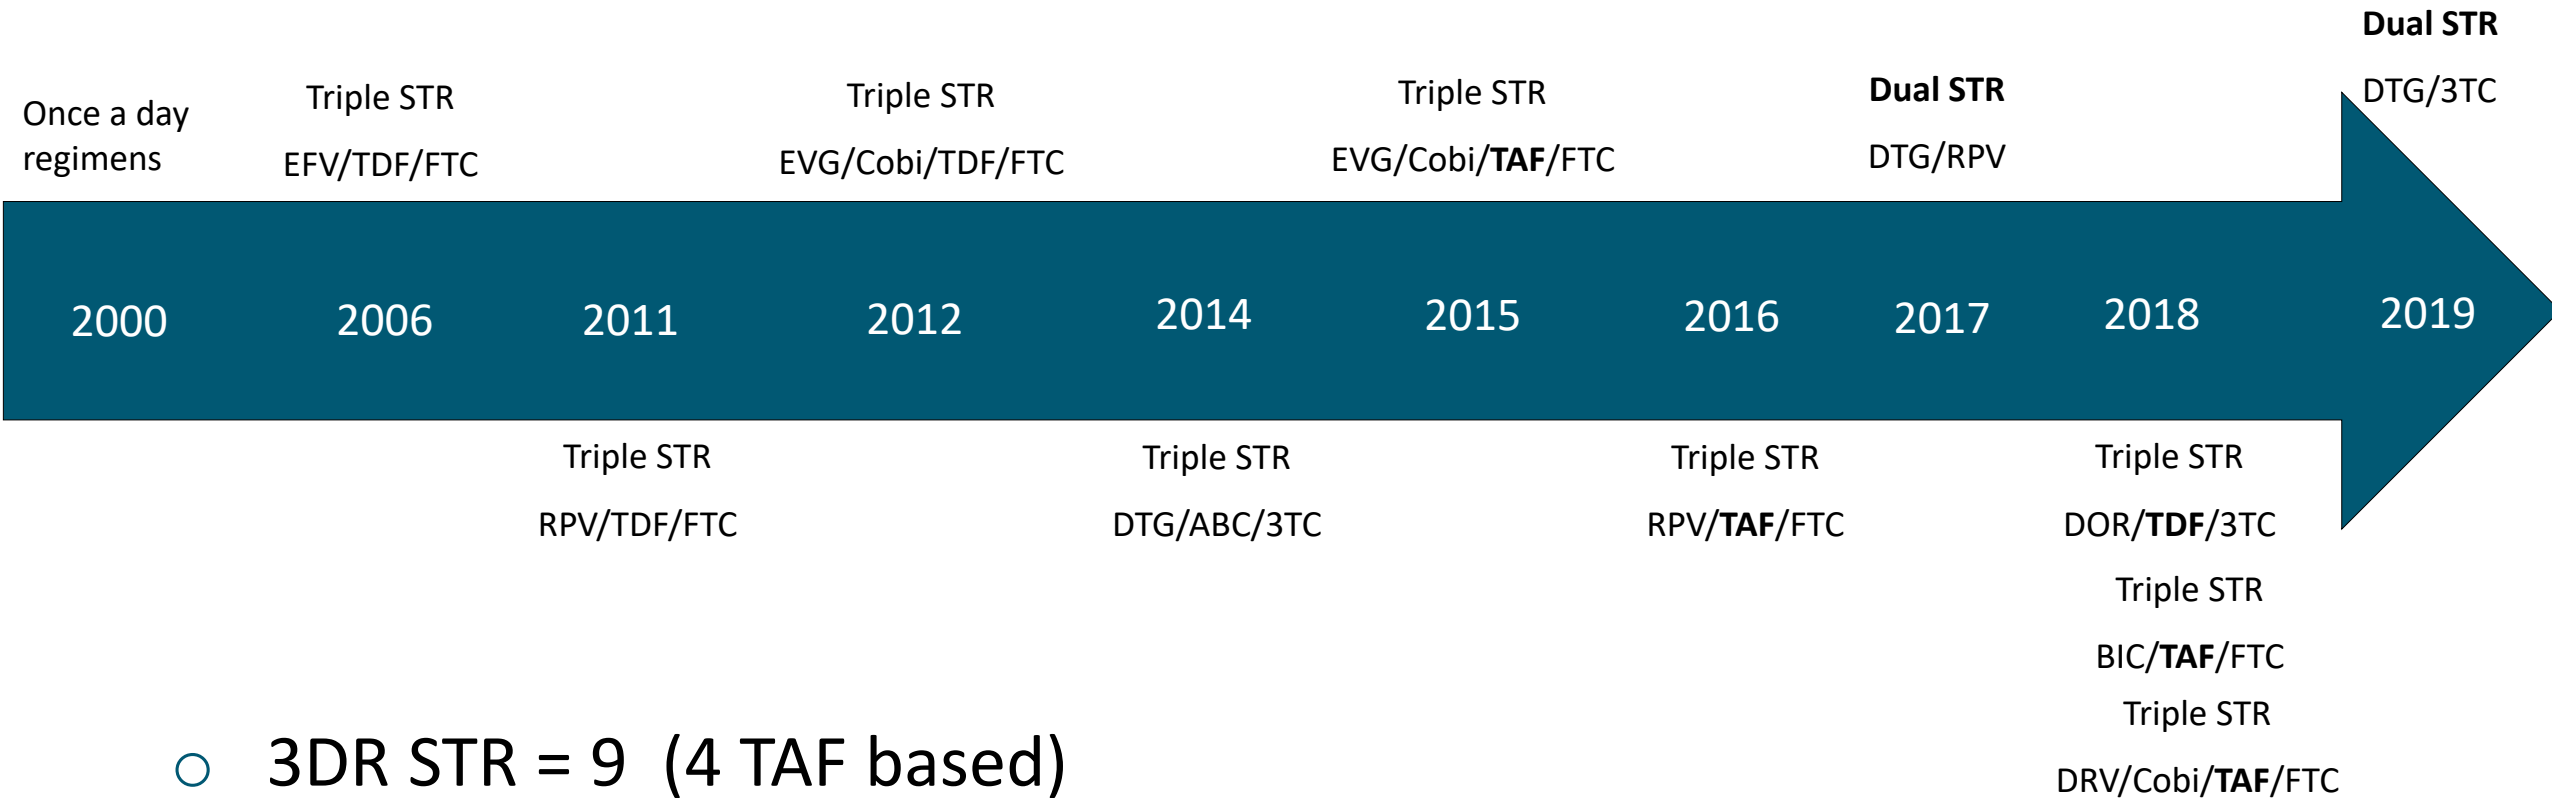 Once a day
regimens
Triple STR
EFV/TDF/FTC
Triple STR
EVG/Cobi/TDF/FTC
Triple STR
EVG/Cobi/TAF/FTC
Dual STR
DTG/RPV
Dual STR
DTG/3TC
2000 2006 2011 2012 2014 2015 2016 2017 2018 2019
Triple STR
RPV/TDF/FTC
Triple STR
DTG/ABC/3TC
Triple STR
RPV/TAF/FTC
Triple STR
DOR/TDF/3TC
Triple STR
BIC/TAF/FTC
Triple STR
DRV/Cobi/TAF/FTC
3DR STR = 9 (4 TAF based)